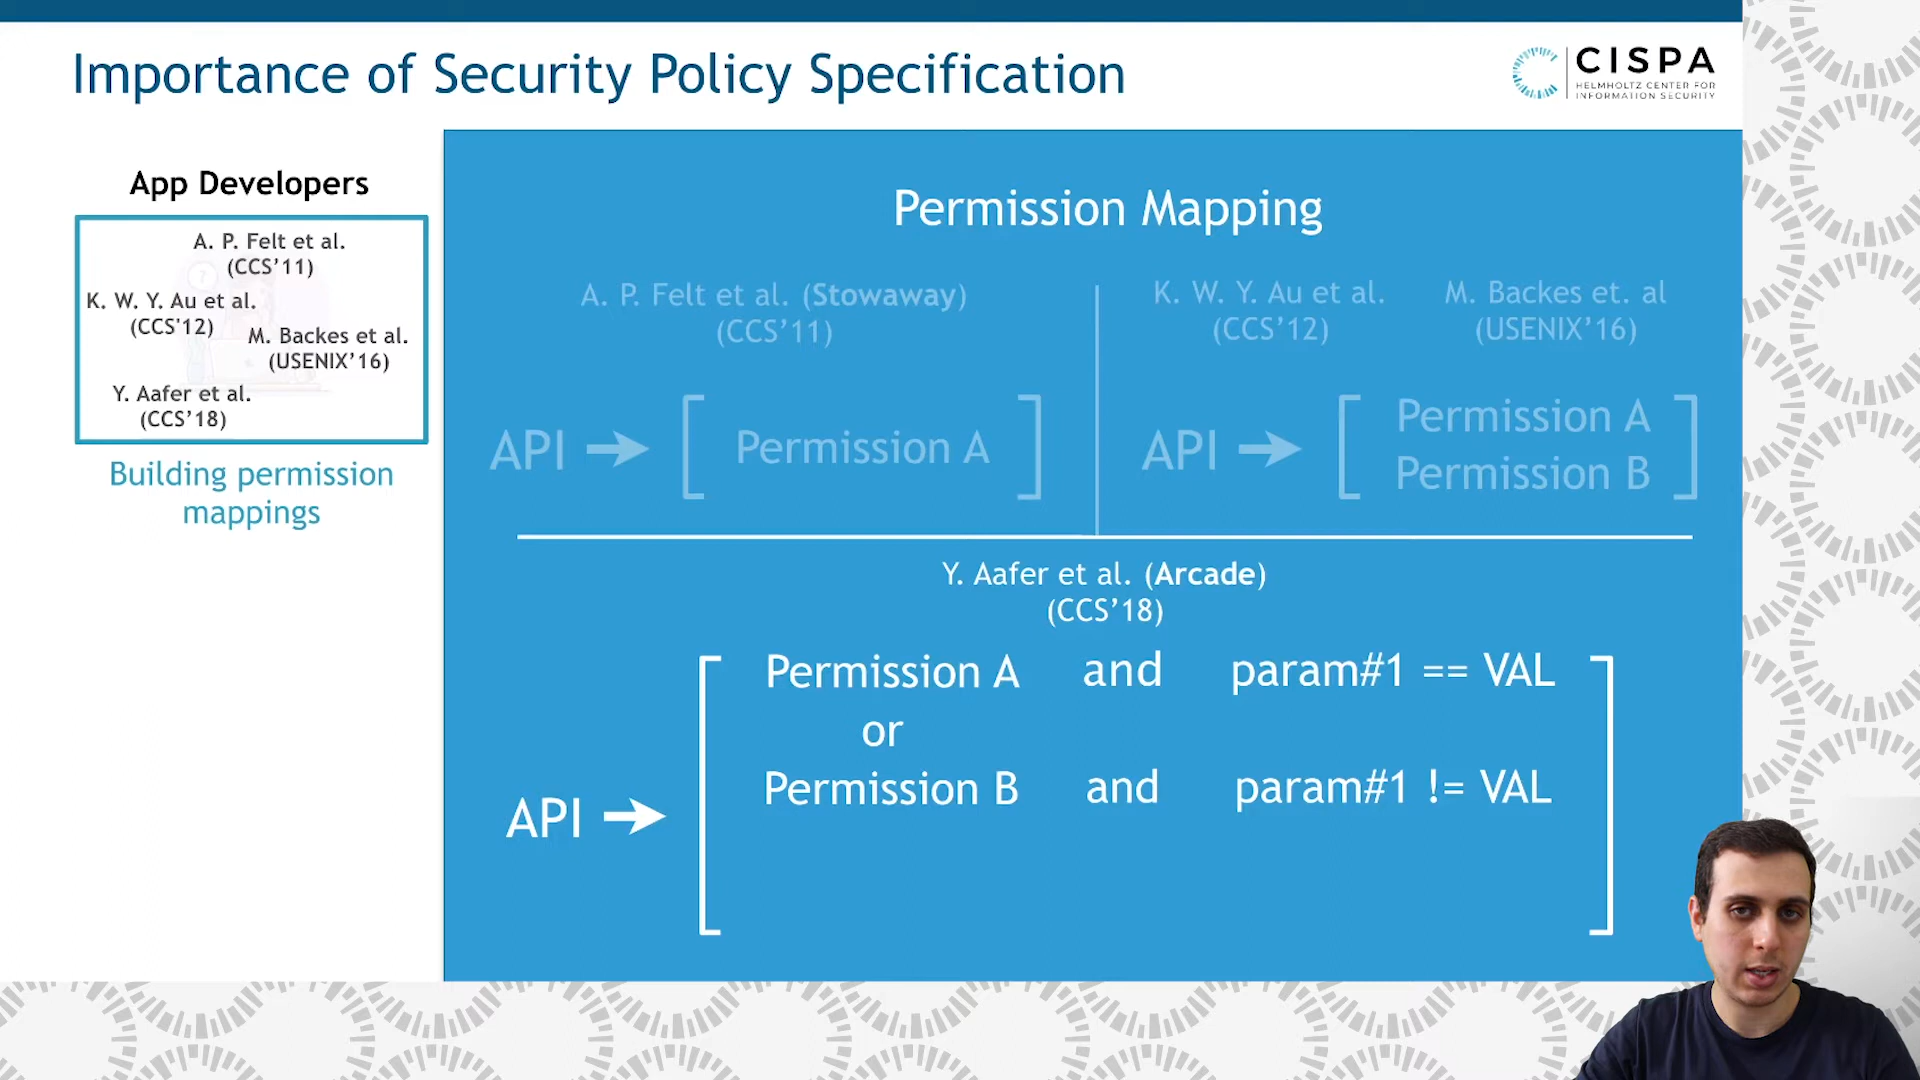 Importance of Security Policy Specification
CISPA
HELMHOLTZ CENTER FOR
INFORMATION SECURITY
App Developers
A. P. Felt et al.
(CCS’11)
K. W. Y. Au et al.
(CCS'12)
M. Backes et al.
(USENIX’16)
Y. Aafer et al.
(CCS’18)
Building permission
mappings
Permission Mapping
A. P. Felt et al. (Stowaway)
(CCS’11)
API
Permission A
K. W. Y. Au et al.
(CCS’12)
M. Backes et. al
(USENIX’16)
API
Permission A
Permission B
Y. Aafer et al. (Arcade)
(CCS’18)
API
Permission A and param#1 == VAL
or
Permission B and param#1 != VAL